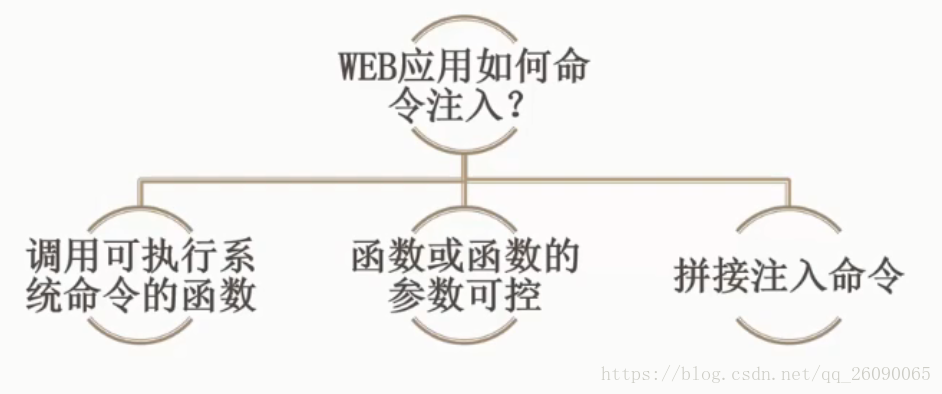 WEB应用如何命
令注入？
调用可执行系
统命令的函数
函数或函数的
参数可控
拼接注入命令
https://blog.csdn.net/qq_26090065